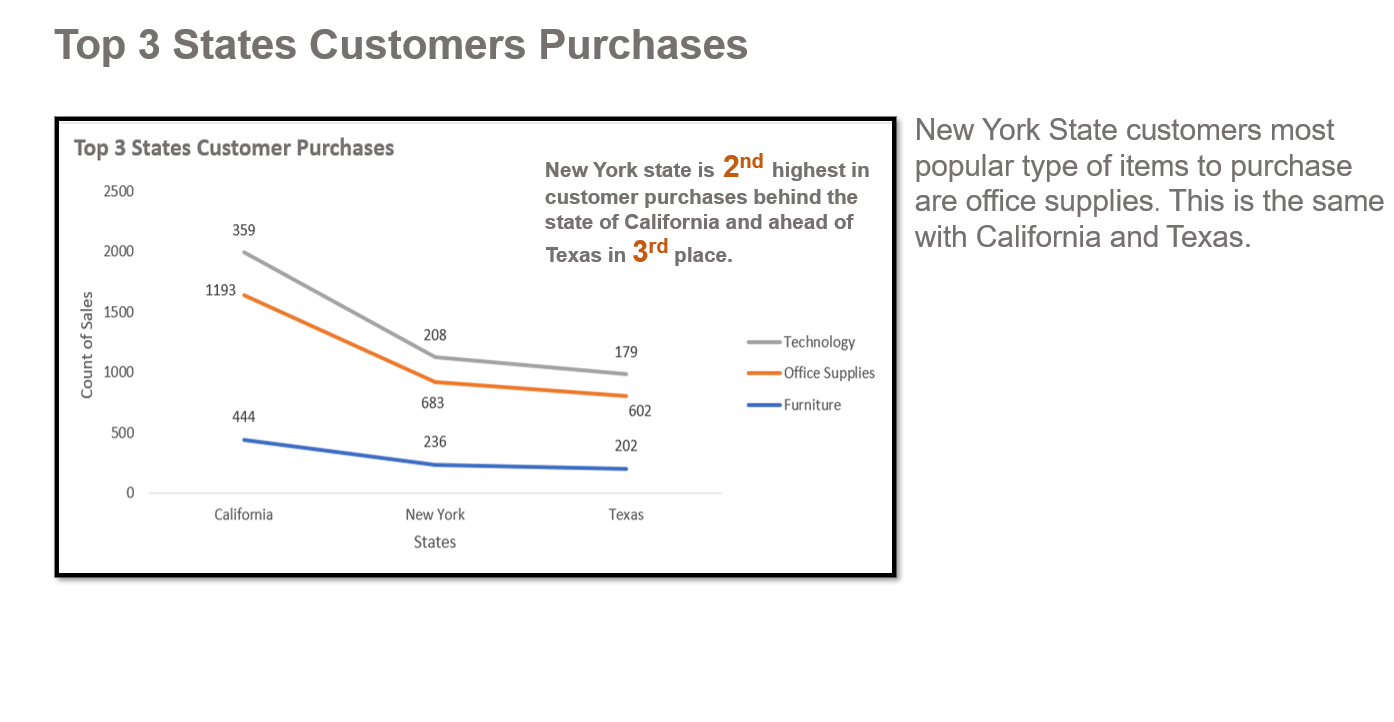 Top 3 States Customers Purchases
Top 3 States Customer Purchases
New York state is 2nd highest in
customer purchases behind the
state of California and ahead of
Texas in 3rd place.
2500
2000
1500
1000
500
0
Count of Sales
359
1193
444
208
683
236
179
602
202
California
New York
Texas
States
Technology
Office Supplies
Furniture
New York State customers most
popular type of items to purchase
are office supplies. This is the same
with California and Texas.